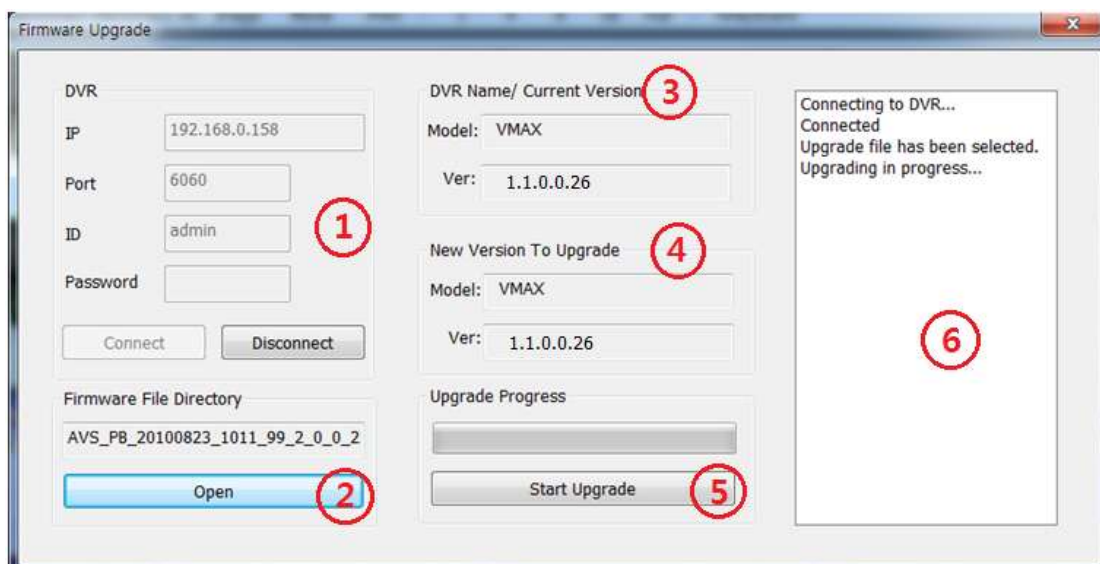 Firmware Upgrade
DVR
IP 192.168.0.158
Port 6060
ID admin
Password
1
Connect Disconnect
Firmware File Directory
AVS_PB_20100823_1011_99_2_0_0_2
Open 2
DVR Name/ Current Version 3
Model: VMAX
Ver: 1.1.0.0.26
New Version To Upgrade 4
Model: VMAX
Ver: 1.1.0.0.26
Upgrade Progress
Start Upgrade 5
Connecting to DVR...
Connected
Upgrade file has been selected.
Upgrading in progress...
6